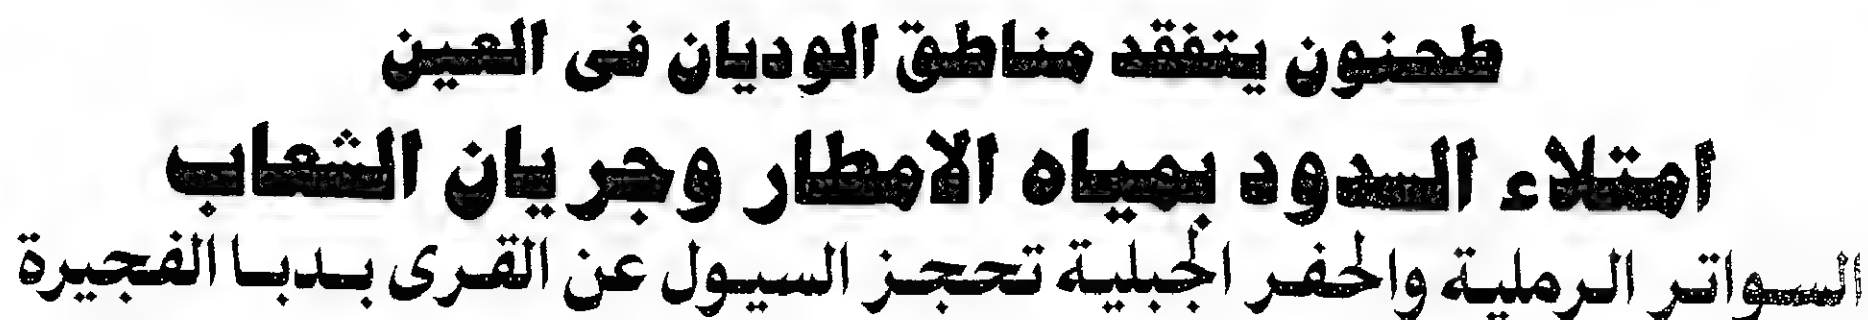 طحنون يتفقد مناطق الوديان فى العين
امتلاء السدود بمياه الامطار وجريان الشعاب
السواتر الرملية والحفر الجبلية تحجز السيول عن القرى بدبا الفجيرة